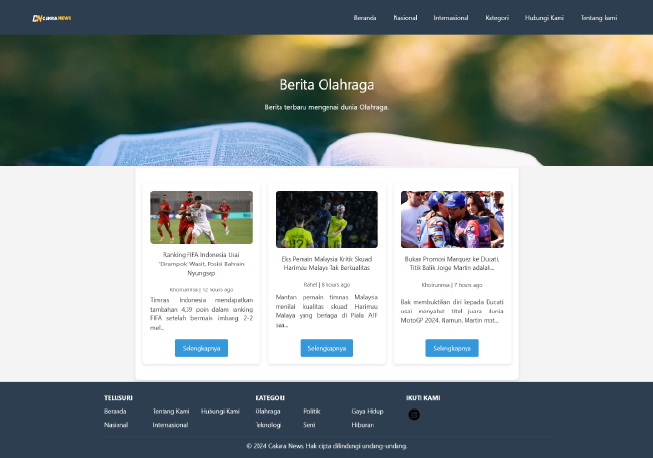 CN CAKRA NEWS
Beranda Nasional Internasional Kategori Hubungi Kami Tentang kami
Berita Olahraga
Berita terbaru mengenai dunia Olahraga.
Ranking FIFA Indonesia Usai
'Dirampok' Wasit, Posisi Bahrain
Nyungsep
Khoirunnisa | 12 hours ago
Timnas Indonesia mendapatkan
tambahan 4,39 poin dalam ranking
FIFA setelah bermain imbang 2-2
mel...
Selengkapnya
Eks Pemain Malaysia Kritik Skuad
Harimau Malaya Tak Berkualitas
Rahel | 8 hours ago
Mantan pemain timnas Malaysia
menilai kualitas skuad Harimau
Malaya yang berlaga di Piala AFF
saa...
Selengkapnya
Bukan Promosi Marquez ke Ducati,
Titik Balik Jorge Martin adalah...
Khoirunnisa | 7 hours ago
Bak membuktikan diri kepada Ducati
usai menyabet titel juara dunia
MotoGP 2024. Namun, Martin mot...
Selengkapnya
TELUSURI
Beranda Tentang Kami Hubungi Kami
Nasional Internasional
KATEGORI
Olahraga Politik Gaya Hidup
Teknologi Seni Hiburan
IKUTI KAMI
© 2024 Cakara News. Hak cipta dilindungi undang-undang.